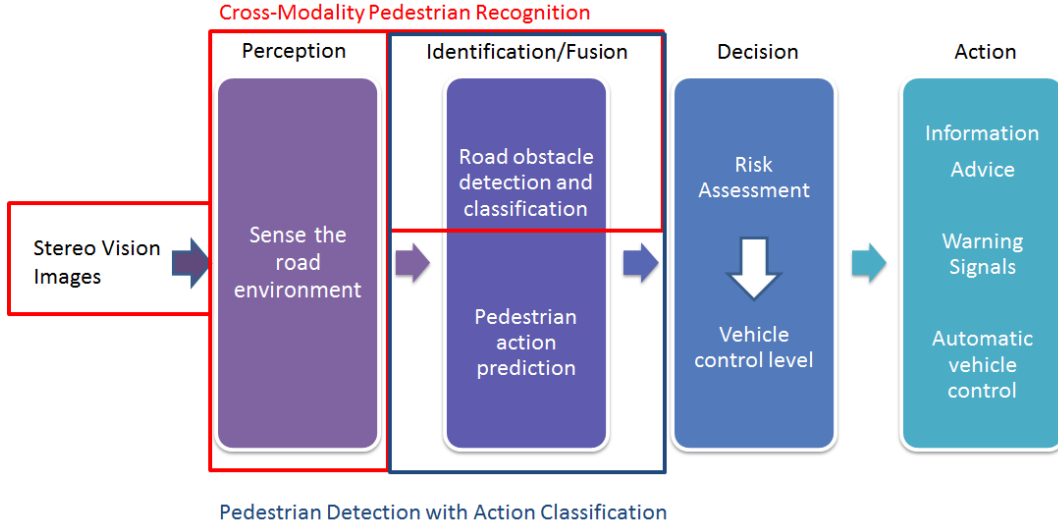 Cross-Modality Pedestrian Recognition
Perception
Identification/Fusion
Decision
Action
Stereo Vision
Images
Sense the
road
environment
Road obstacle
detection and
classification
Pedestrian
action
prediction
Risk
Assessment
Vehicle
control level
Information
Advice
Warning
Signals
Automatic
vehicle
control
Pedestrian Detection with Action Classification